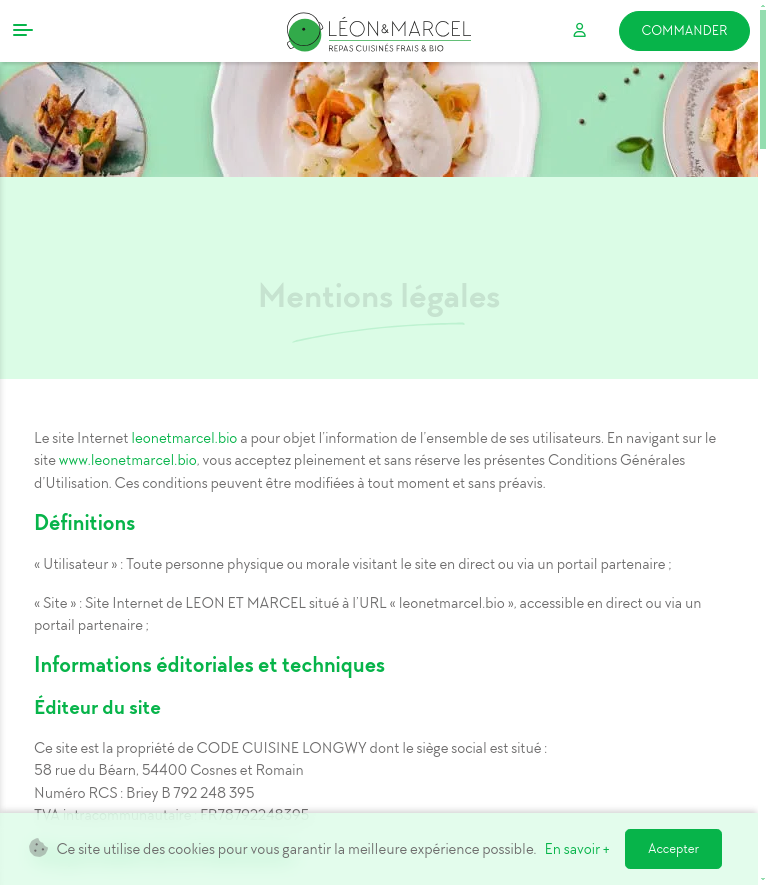 LÉON&MARCEL
REPAS CUISINÉS FRAIS & BIO
COMMANDER
Mentions légales
Le site Internet leonetmarcel.bio a pour objet l'information de l'ensemble de ses utilisateurs. En navigant sur le
site www.leonetmarcel.bio, vous acceptez pleinement et sans réserve les présentes Conditions Générales
d'Utilisation. Ces conditions peuvent être modifiées à tout moment et sans préavis.
Définitions
« Utilisateur » : Toute personne physique ou morale visitant le site en direct ou via un portail partenaire ;
« Site » : Site Internet de LEON ET MARCEL situé à l'URL « leonetmarcel.bio », accessible en direct ou via un
portail partenaire ;
Informations éditoriales et techniques
Éditeur du site
Ce site est la propriété de CODE CUISINE LONGWY dont le siège social est situé :
58 rue du Béarn, 54400 Cosnes et Romain
Numéro RCS : Briey B 792 248 395
TVA intracommunautaire : FR78792248395
Ce site utilise des cookies pour vous garantir la meilleure expérience possible. En savoir + Accepter